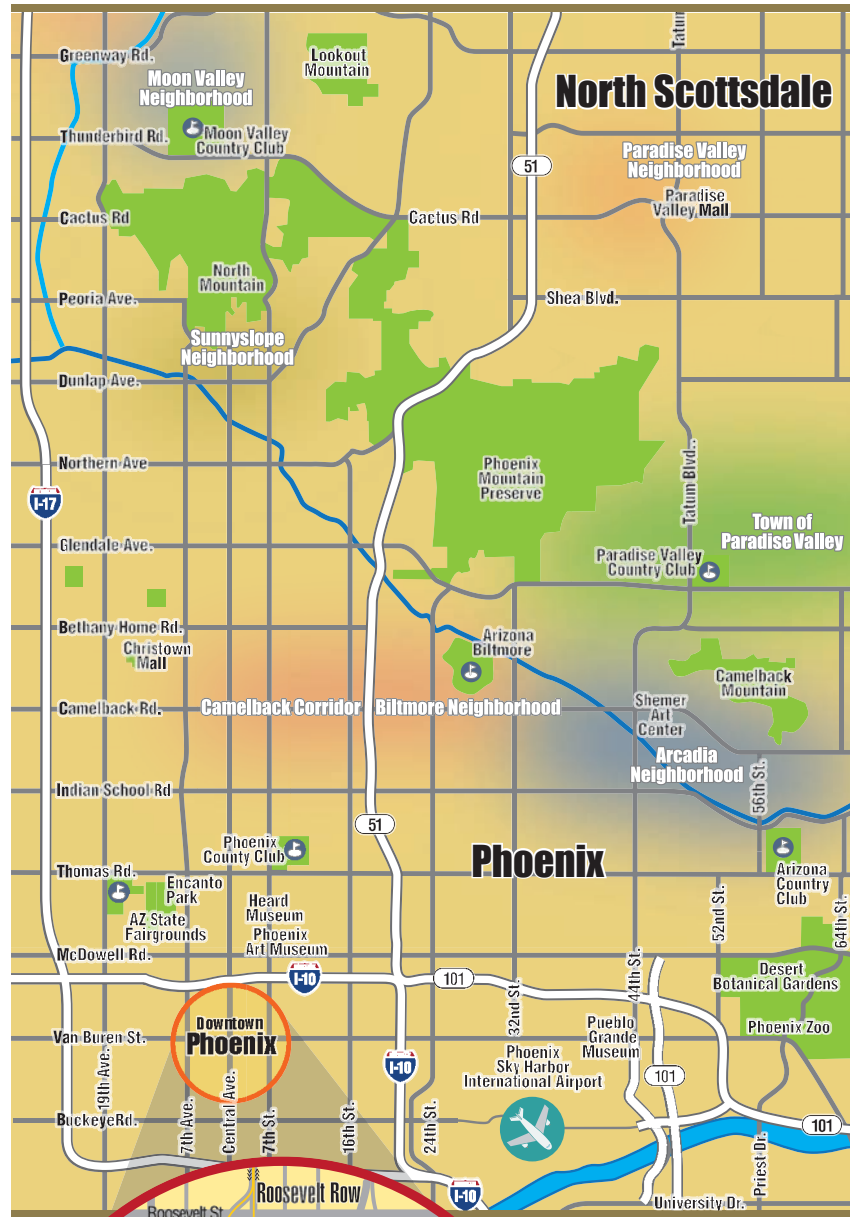 Greenway Rd.
Moon Valley
Neighborhood
Lookout
Mountain
Tatum
North Scottsdale
Thunderbird Rd.
Moon Valley
Country Club
51
Paradise Valley
Neighborhood
Paradise
Valley Mall
Cactus Rd
Cactus Rd
North
Mountain
Peoria Ave.
Shea Blvd.
Sunnyslope
Neighborhood
Dunlap Ave.
Northern Ave
Phoenix
Mountain
Preserve
Tatum Blvd..
I-17
Town of
Paradise Valley
Glendale Ave.
Paradise Valley
Country Club
Bethany Home Rd.
Christown
Mall
Arizona
Biltmore
Camelback
Mountain
Camelback Rd.
Camelback Corridor
Biltmore Neighborhood
Shemer
Art
Center
Arcadia
Neighborhood
56th St.
Indian School Rd
51
Phoenix
County Club
Phoenix
Thomas Rd.
Encanto
Park
AZ State
Fairgrounds
Heard
Museum
Phoenix
Art Museum
Arizona
Country
Club
52nd St.
64th St.
McDowell Rd.
I-10
101
32nd St.
44th St.
Desert
Botanical Gardens
Downtown
Phoenix
Van Buren St.
Pueblo
Grande
Museum
Phoenix Zoo
I-10
Phoenix
Sky Harbor
International Airport
101
19th Ave.
BuckeyeRd.
7th Ave.
Central Ave.
7th St.
16th St.
24th St.
101
Priest Dr.
Roosevelt Row
I-10
University Dr.
Roosevelt St